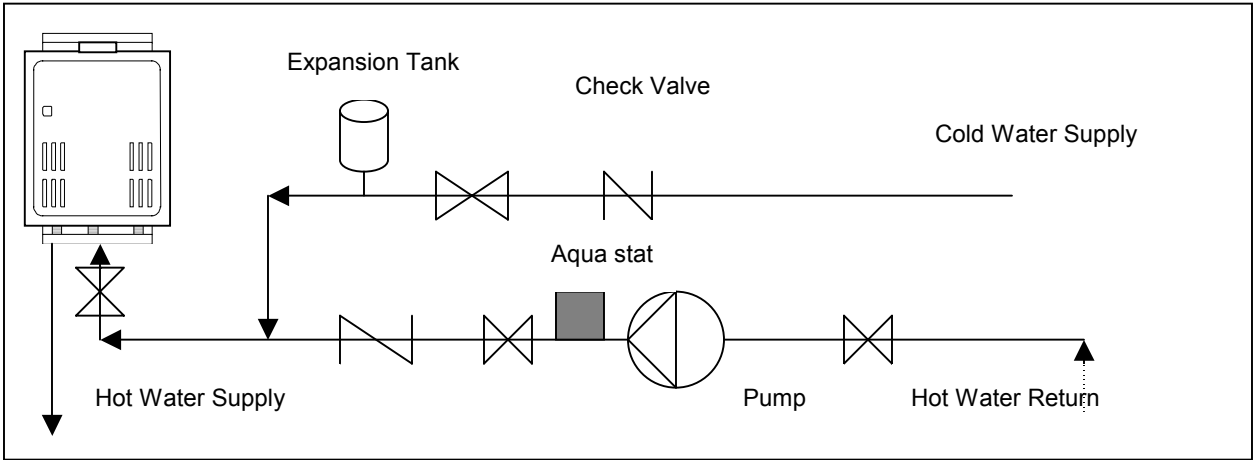 Expansion Tank
Check Valve
Cold Water Supply
Aqua stat
Hot Water Supply
Pump
Hot Water Return